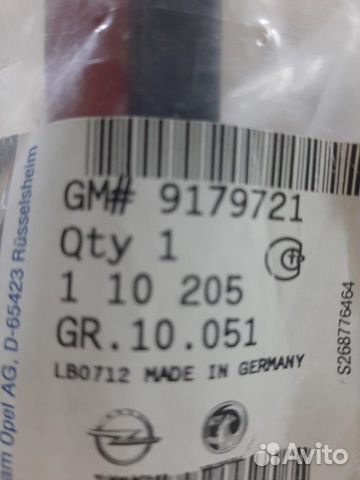 GM# 9179721
Qty 1
1 10 205
GR.10.051
LB0712 MADE IN GERMANY
S268776464
am Opel AG, D-65423 Rüsselsheim
Avito